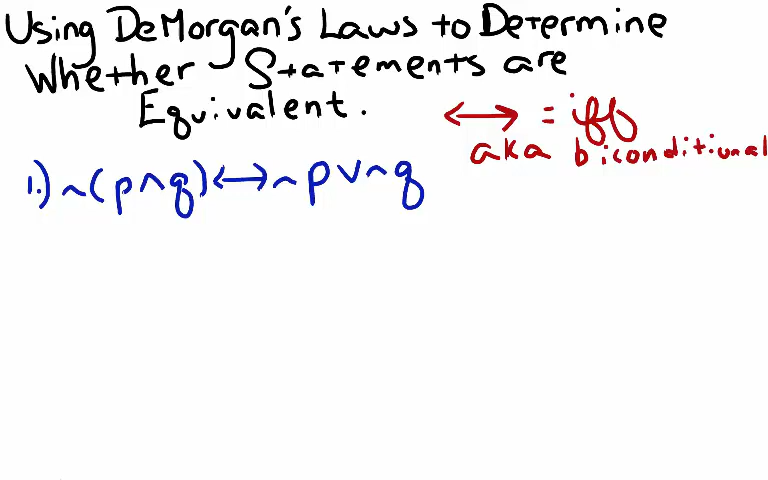 Using DeMorgan's Laws to Determine
Whether Statements are
Equivalent.
↔ = iff
aka biconditional
1.) ~(p∧q)↔~p∨~q